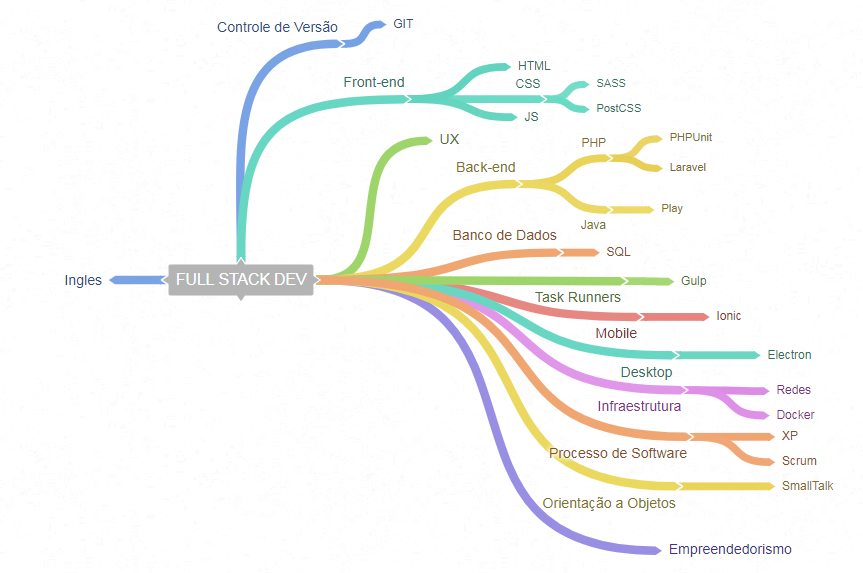 Controle de Versão
GIT
Front-end
HTML
CSS
SASS
PostCSS
JS
UX
Back-end
PHP
PHPUnit
Laravel
Java
Play
Banco de Dados
SQL
Ingles
FULL STACK DEV
Gulp
Task Runners
Ionic
Mobile
Electron
Desktop
Redes
Infraestrutura
Docker
XP
Processo de Software
Scrum
SmallTalk
Orientação a Objetos
Empreendedorismo